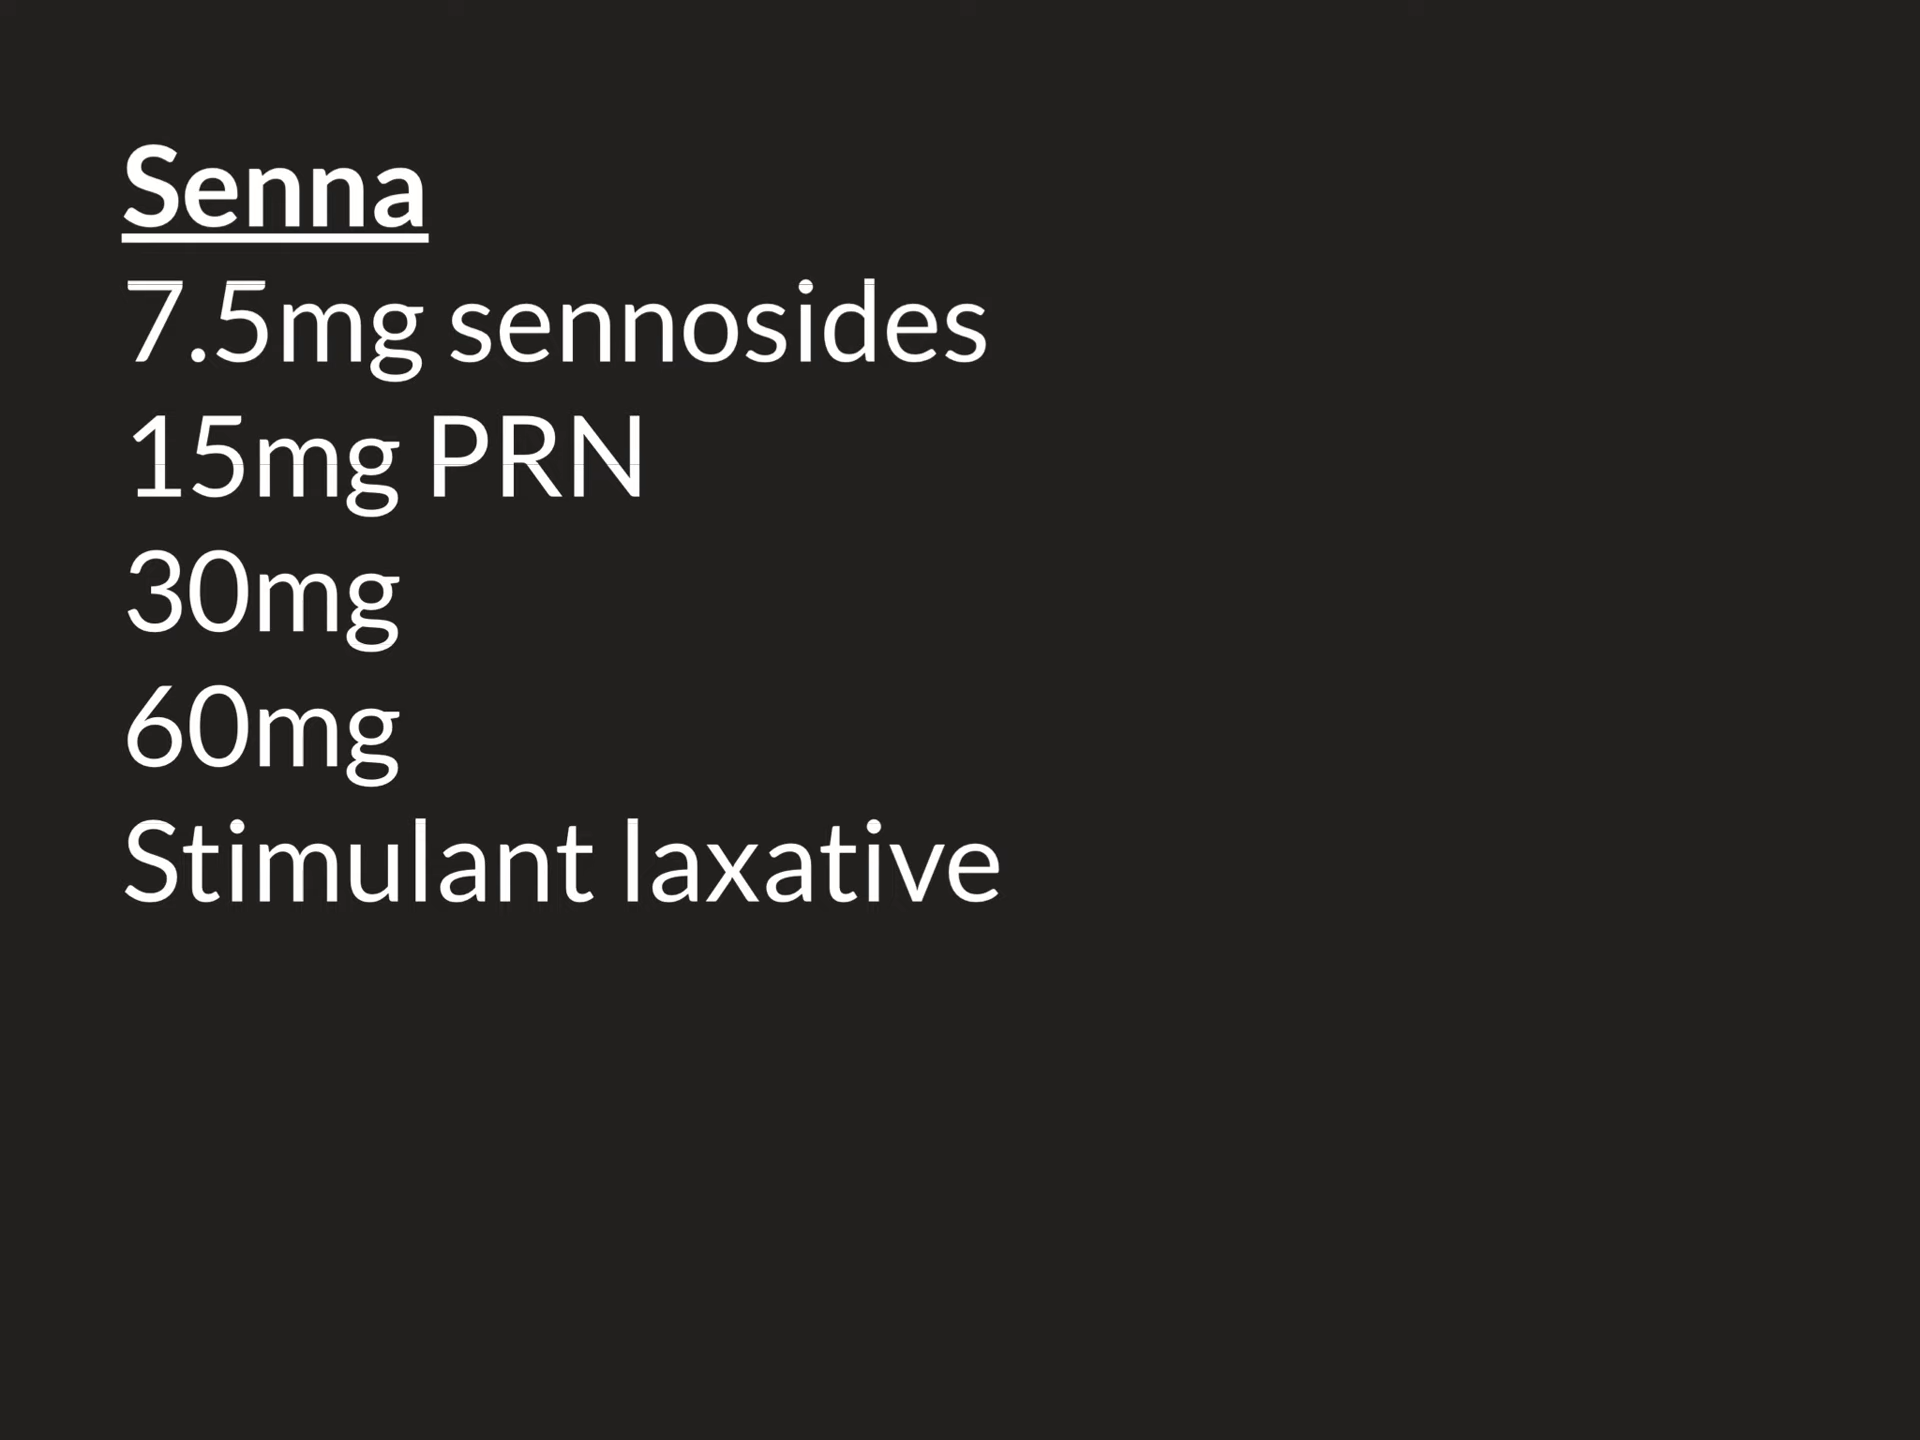 Senna
7.5mg sennosides
15mg PRN
30mg
60mg
Stimulant laxative